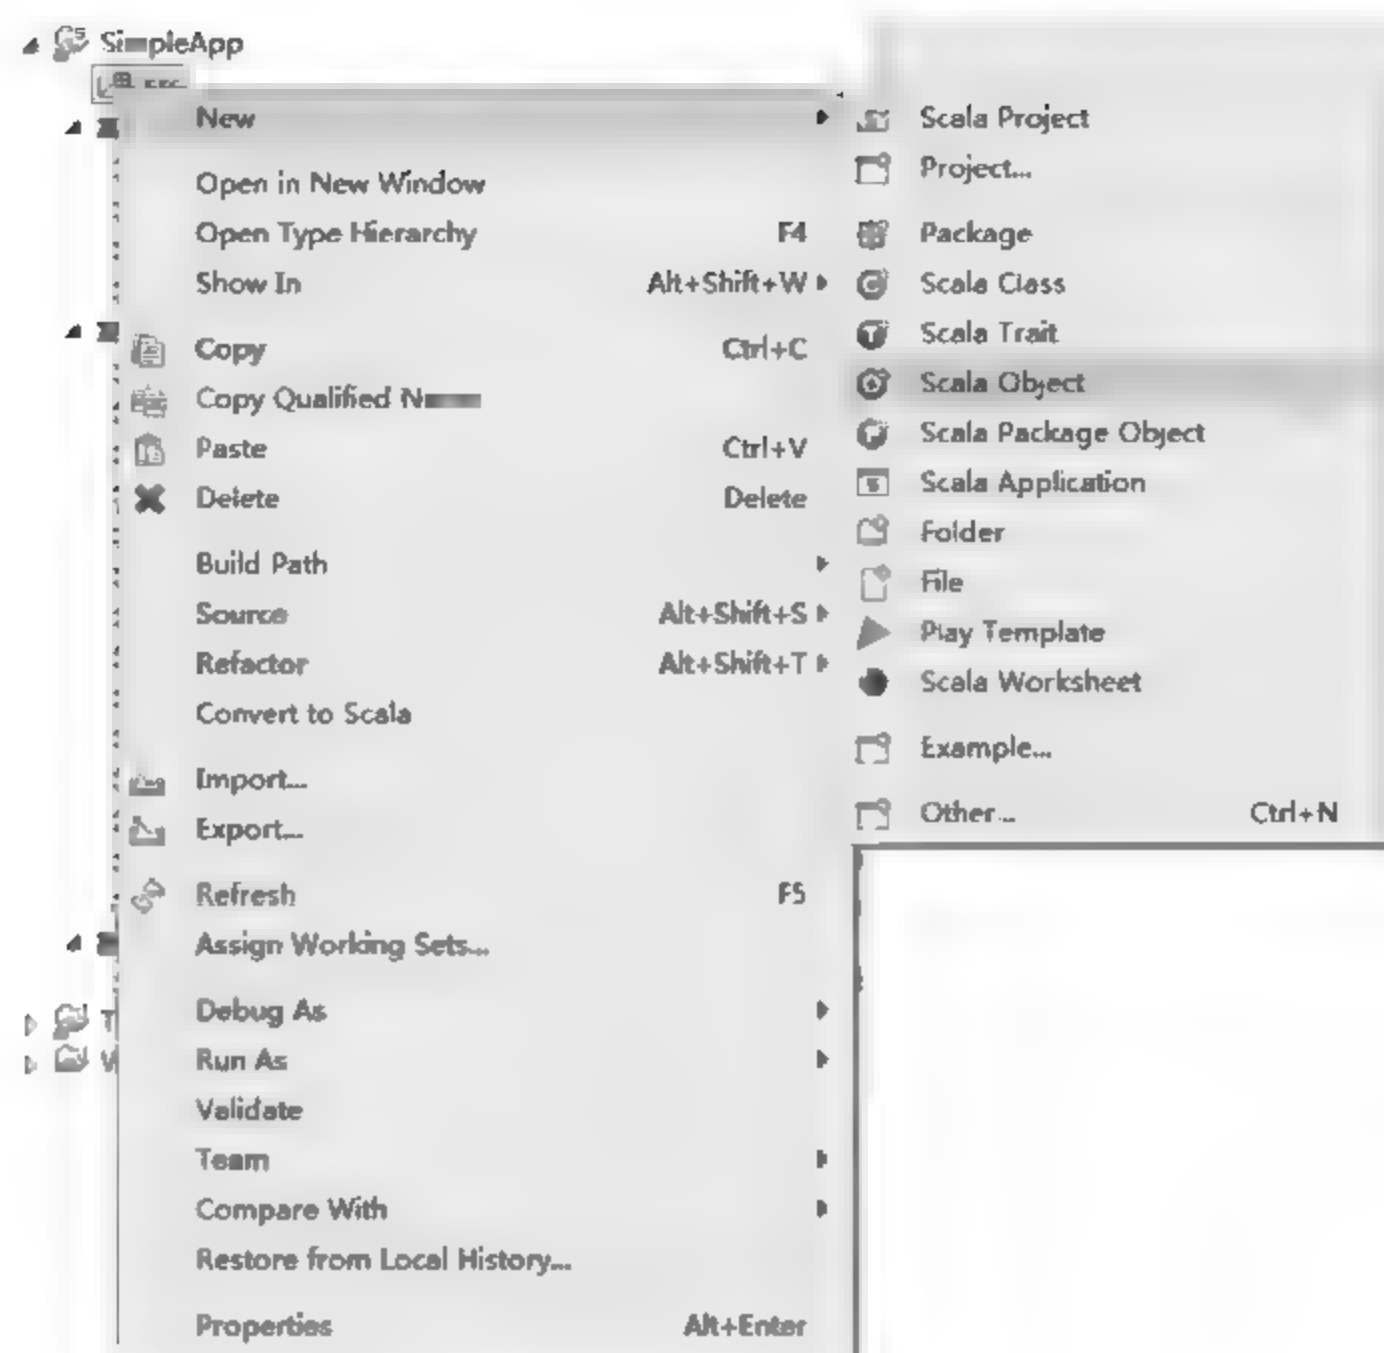 SimpleApp
src
New
Open in New Window
Open Type Hierarchy F4
Show In Alt+Shift+W
Copy Ctrl+C
Copy Qualified Name
Paste Ctrl+V
Delete Delete
Build Path
Source Alt+Shift+S
Refactor Alt+Shift+T
Convert to Scala
Import...
Export...
Refresh F5
Assign Working Sets...
Debug As
Run As
Validate
Team
Compare With
Restore from Local History...
Properties Alt+Enter
Scala Project
Project...
Package
Scala Class
Scala Trait
Scala Object
Scala Package Object
Scala Application
Folder
File
Play Template
Scala Worksheet
Example...
Other... Ctrl+N